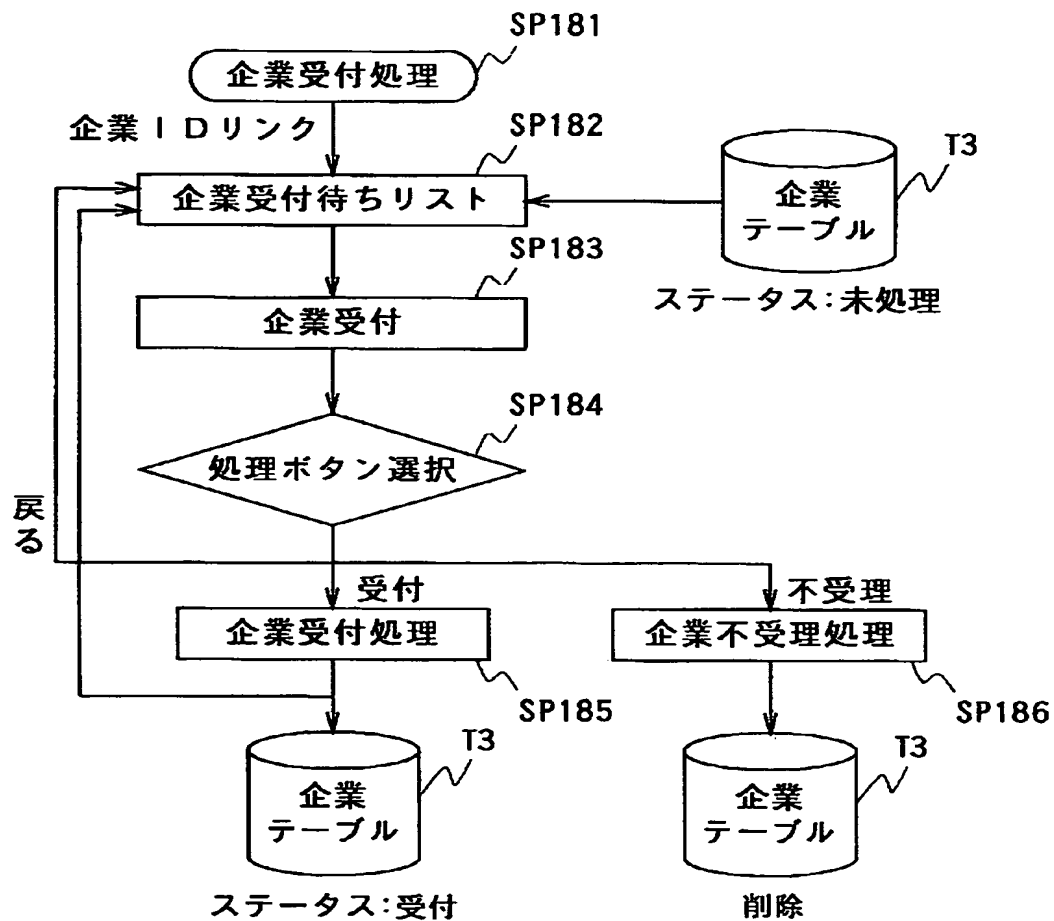 SP181
企業受付処理
企業IDリンク
SP182
企業受付待ちリスト
T3
企業
テーブル
ステータス:未処理
SP183
企業受付
SP184
処理ボタン選択
戻る
受付
不受理
企業受付処理
企業不受理処理
SP185
SP186
T3
企業
テーブル
ステータス:受付
T3
企業
テーブル
削除